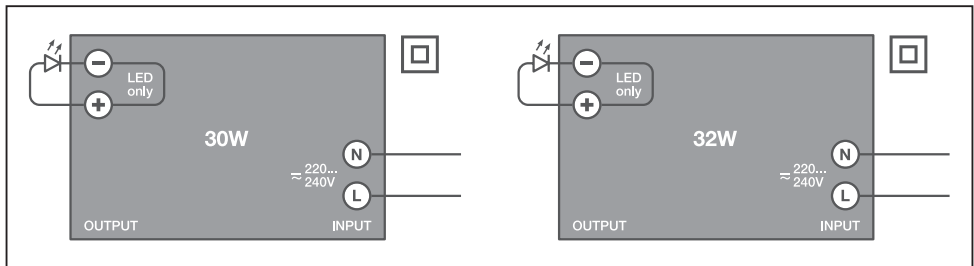 −
LED
only
+
30W
N
≂ 220...
240V
L
OUTPUT INPUT
−
LED
only
+
32W
N
≂ 220...
240V
L
OUTPUT INPUT